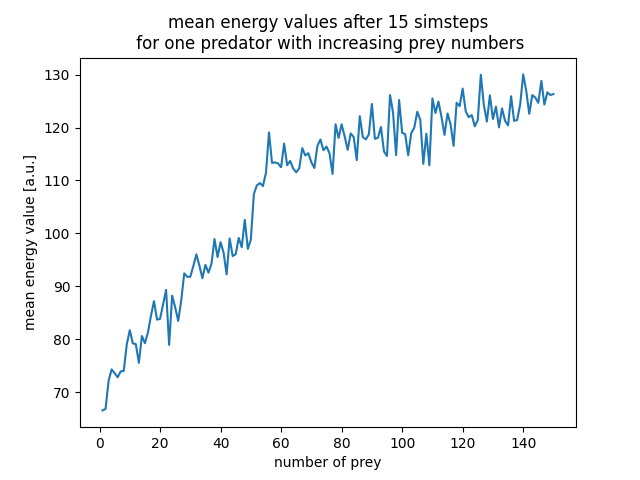 mean energy values after 15 simsteps
for one predator with increasing prey numbers
130
120
110
100
90
80
70
mean energy value [a.u.]
0 20 40 60 80 100 120 140
number of prey